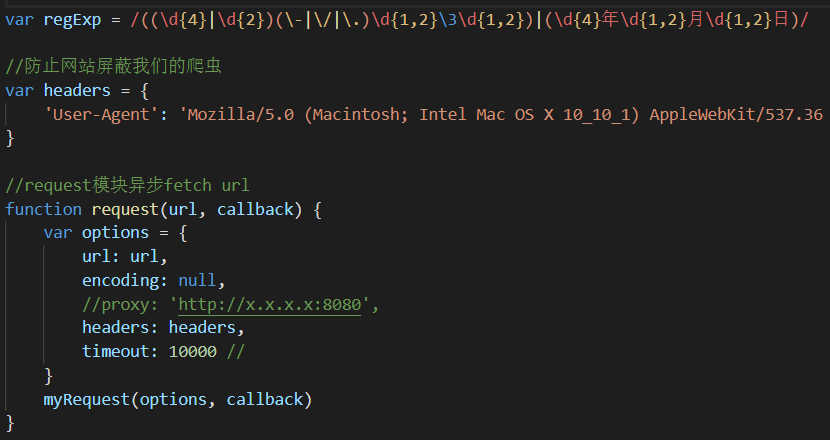 var regExp = /((\d{4}|\d{2})(\-|\/|\.)\d{1,2}\3\d{1,2})|(\d{4}年\d{1,2}月\d{1,2}日)/
//防止网站屏蔽我们的爬虫
var headers = {
    'User-Agent': 'Mozilla/5.0 (Macintosh; Intel Mac OS X 10_10_1) AppleWebKit/537.36
}
//request模块异步fetch url
function request(url, callback) {
    var options = {
        url: url,
        encoding: null,
        //proxy: 'http://x.x.x.x:8080',
        headers: headers,
        timeout: 10000 //
    }
    myRequest(options, callback)
}